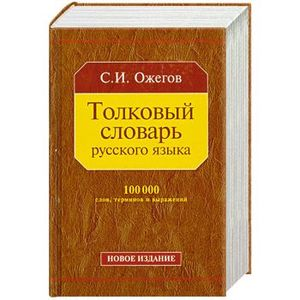 С.И. Ожегов
Толковый
словарь
русского языка
100 000
слов, терминов и выражений
НОВОЕ ИЗДАНИЕ